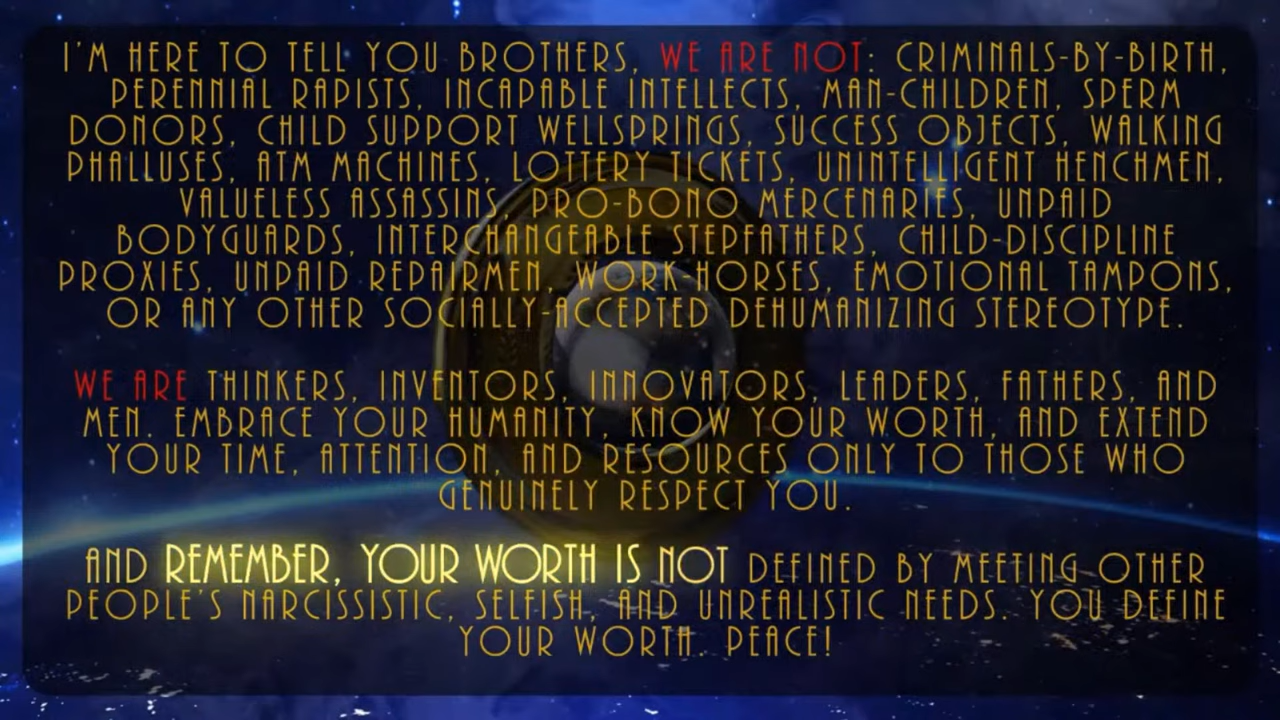 I'M HERE TO TELL YOU BROTHERS, WE ARE NOT: CRIMINALS-BY-BIRTH,
PERENNIAL RAPISTS, INCAPABLE INTELLECTS, MAN-CHILDREN, SPERM
DONORS, CHILD SUPPORT WELLSPRINGS, SUCCESS OBJECTS, WALKING
PHALLUSES, ATM MACHINES, LOTTERY TICKETS, UNINTELLIGENT HENCHMEN,
VALUELESS ASSASSINS, PRO-BONO MERCENARIES, UNPAID
BODYGUARDS, INTERCHANGEABLE STEPFATHERS, CHILD-DISCIPLINE
PROXIES, UNPAID REPAIRMEN, WORK HORSES, EMOTIONAL TAMPONS,
OR ANY OTHER SOCIALLY-ACCEPTED DEHUMANIZING STEREOTYPE.
WE ARE THINKERS, INVENTORS, INNOVATORS, LEADERS, FATHERS, AND
MEN. EMBRACE YOUR HUMANITY, KNOW YOUR WORTH, AND EXTEND
YOUR TIME, ATTENTION, AND RESOURCES ONLY TO THOSE WHO
GENUINELY RESPECT YOU.
AND REMEMBER, YOUR WORTH IS NOT DEFINED BY MEETING OTHER
PEOPLE'S NARCISSISTIC, SELFISH, AND UNREALISTIC NEEDS. YOU DEFINE
YOUR WORTH. PEACE!